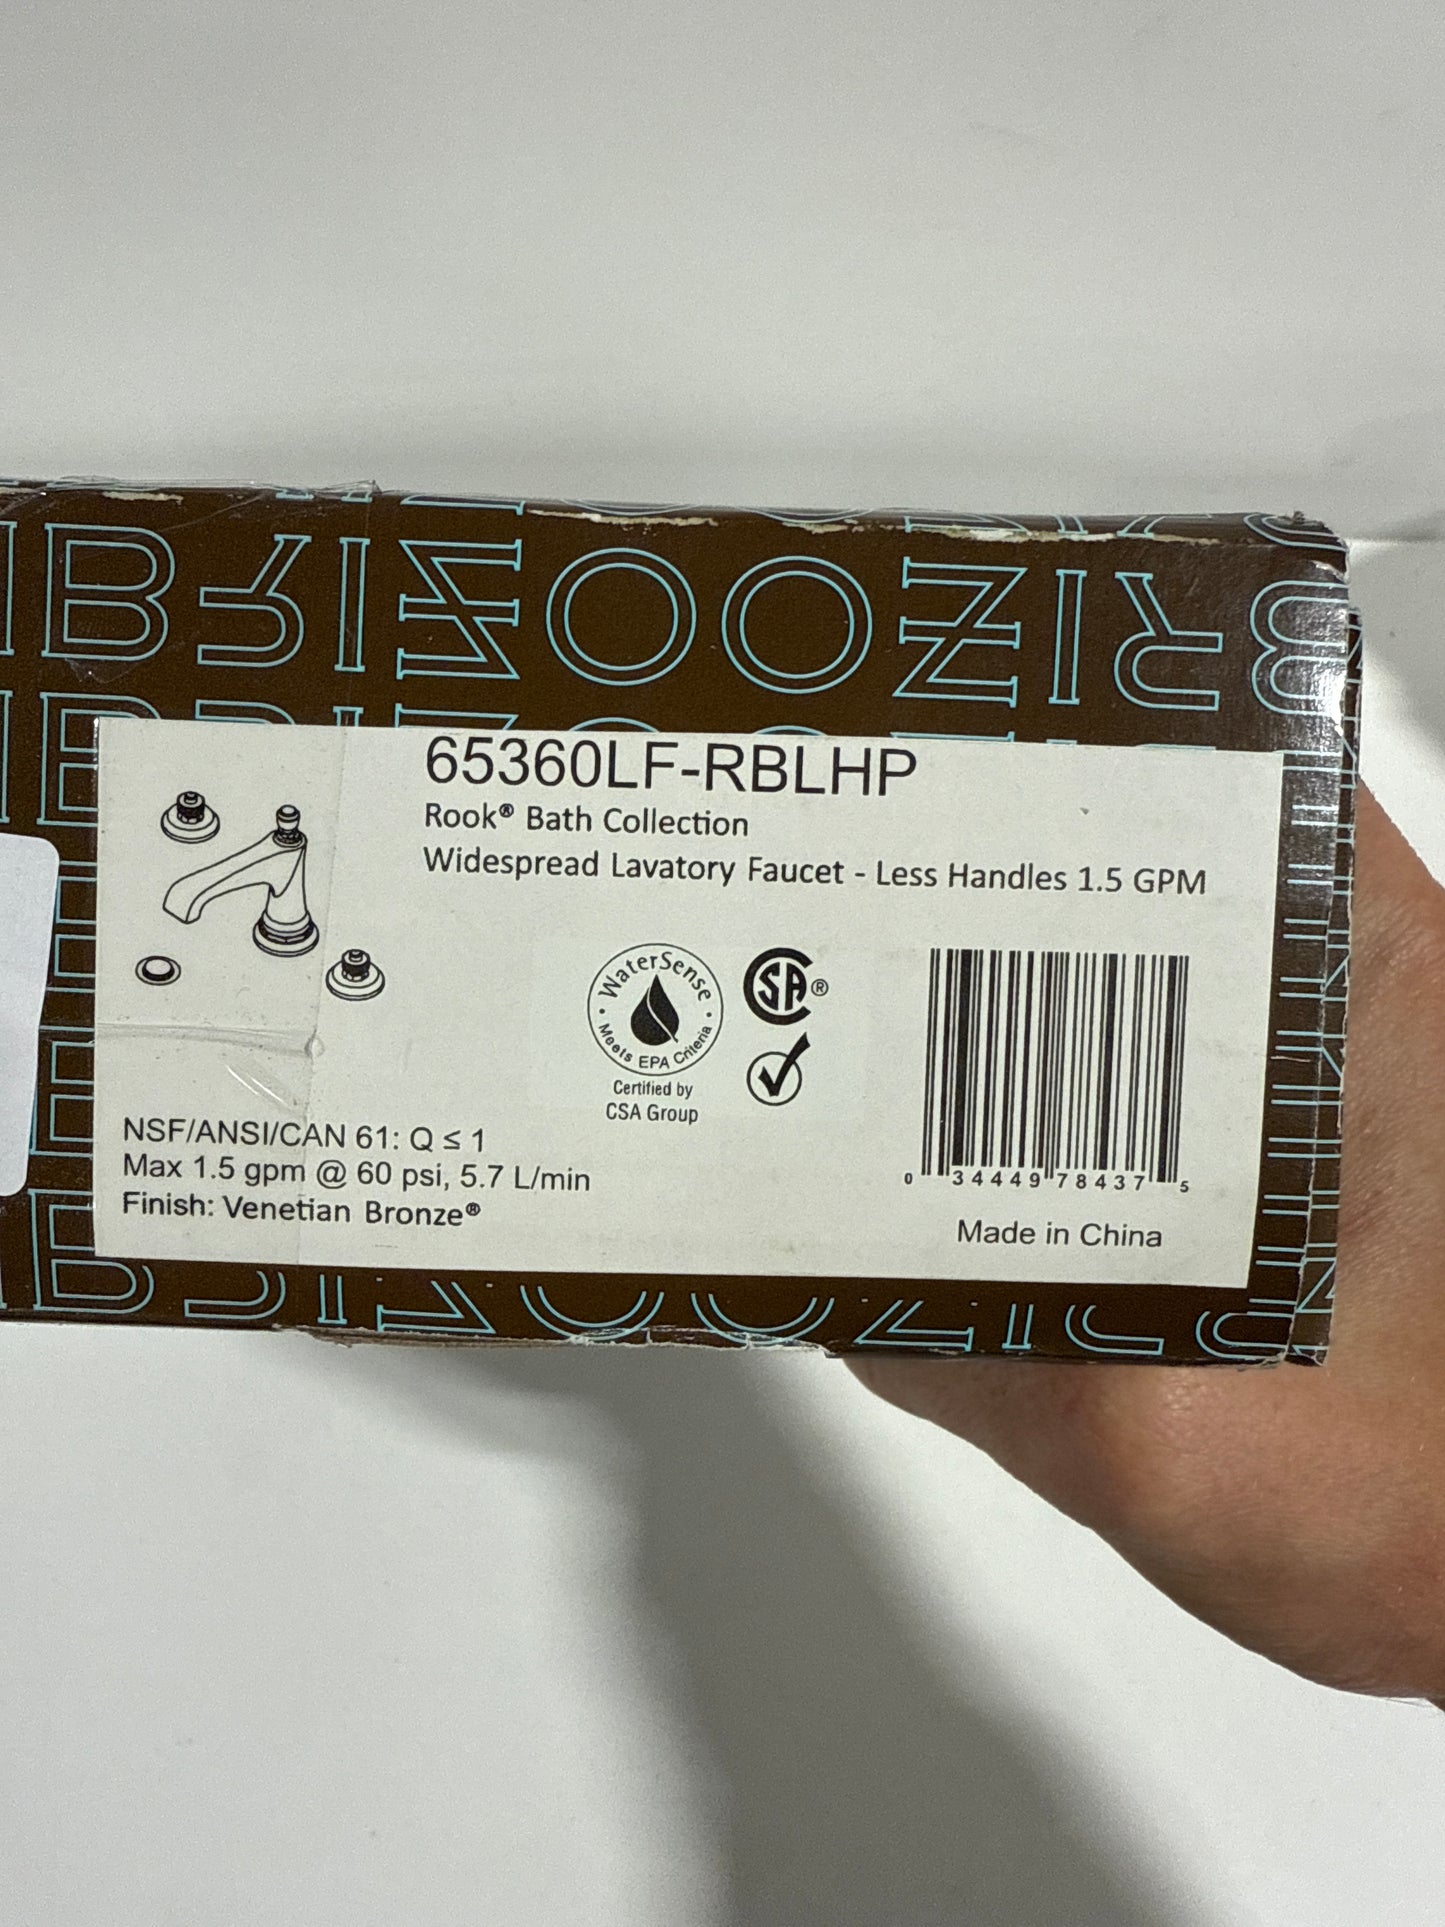 BRIZO OZIRB
65360LF-RBLHP
Rook® Bath Collection
Widespread Lavatory Faucet - Less Handles 1.5 GPM
WaterSense
Meets EPA Criteria
Certified by
CSA Group
SA®
NSF/ANSI/CAN 61: Q ≤ 1
Max 1.5 gpm @ 60 psi, 5.7 L/min
Finish: Venetian Bronze®
0 34449 78437 5
Made in China